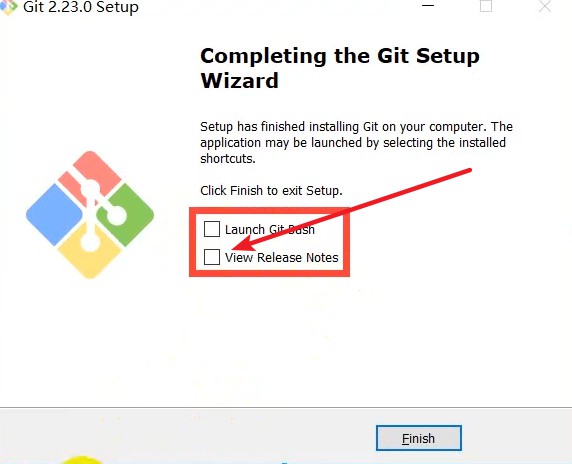 Git 2.23.0 Setup
Completing the Git Setup
Wizard
Setup has finished installing Git on your computer. The
application may be launched by selecting the installed
shortcuts.
Click Finish to exit Setup.
Launch Git Bash
View Release Notes
Finish